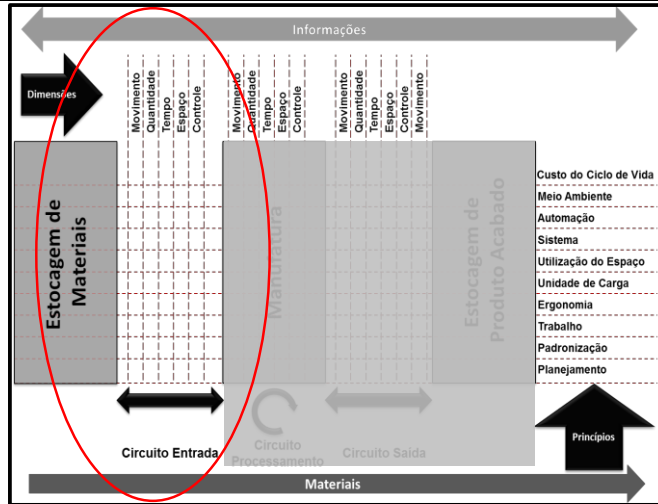 Informações
Dimensões
Movimento
Quantidade
Tempo
Espaço
Controle
Movimento
Quantidade
Tempo
Espaço
Controle
Movimento
Quantidade
Tempo
Espaço
Controle
Movimento
Estocagem de
Materiais
Manufatura
Estocagem de
Produto Acabado
Custo do Ciclo de Vida
Meio Ambiente
Automação
Sistema
Utilização do Espaço
Unidade de Carga
Ergonomia
Trabalho
Padronização
Planejamento
Circuito Entrada
Circuito
Processamento
Circuito Saída
Princípios
Materiais